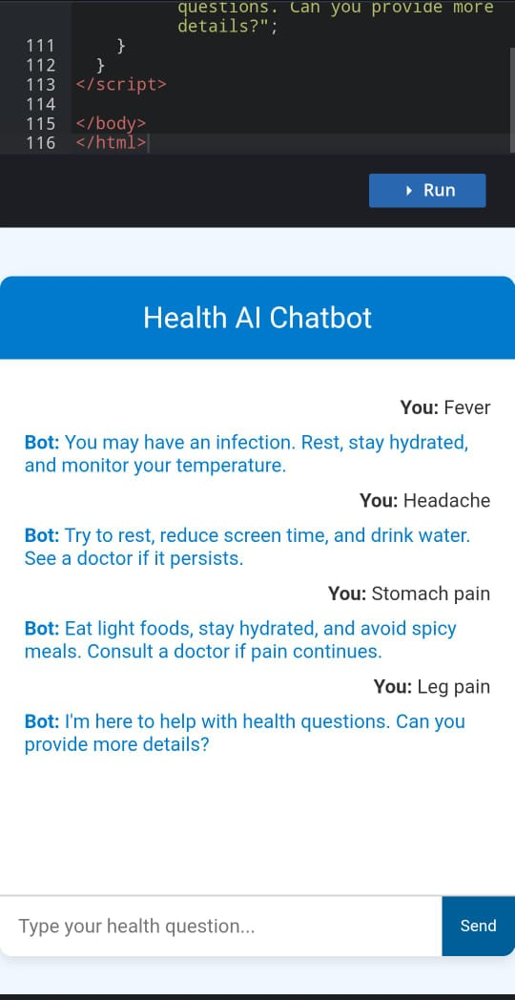 questions. Can you provide more
details?";
111 }
112 }
113 </script>
114
115 </body>
116 </html>
Run
Health AI Chatbot
You: Fever
Bot: You may have an infection. Rest, stay hydrated,
and monitor your temperature.
You: Headache
Bot: Try to rest, reduce screen time, and drink water.
See a doctor if it persists.
You: Stomach pain
Bot: Eat light foods, stay hydrated, and avoid spicy
meals. Consult a doctor if pain continues.
You: Leg pain
Bot: I'm here to help with health questions. Can you
provide more details?
Type your health question...
Send